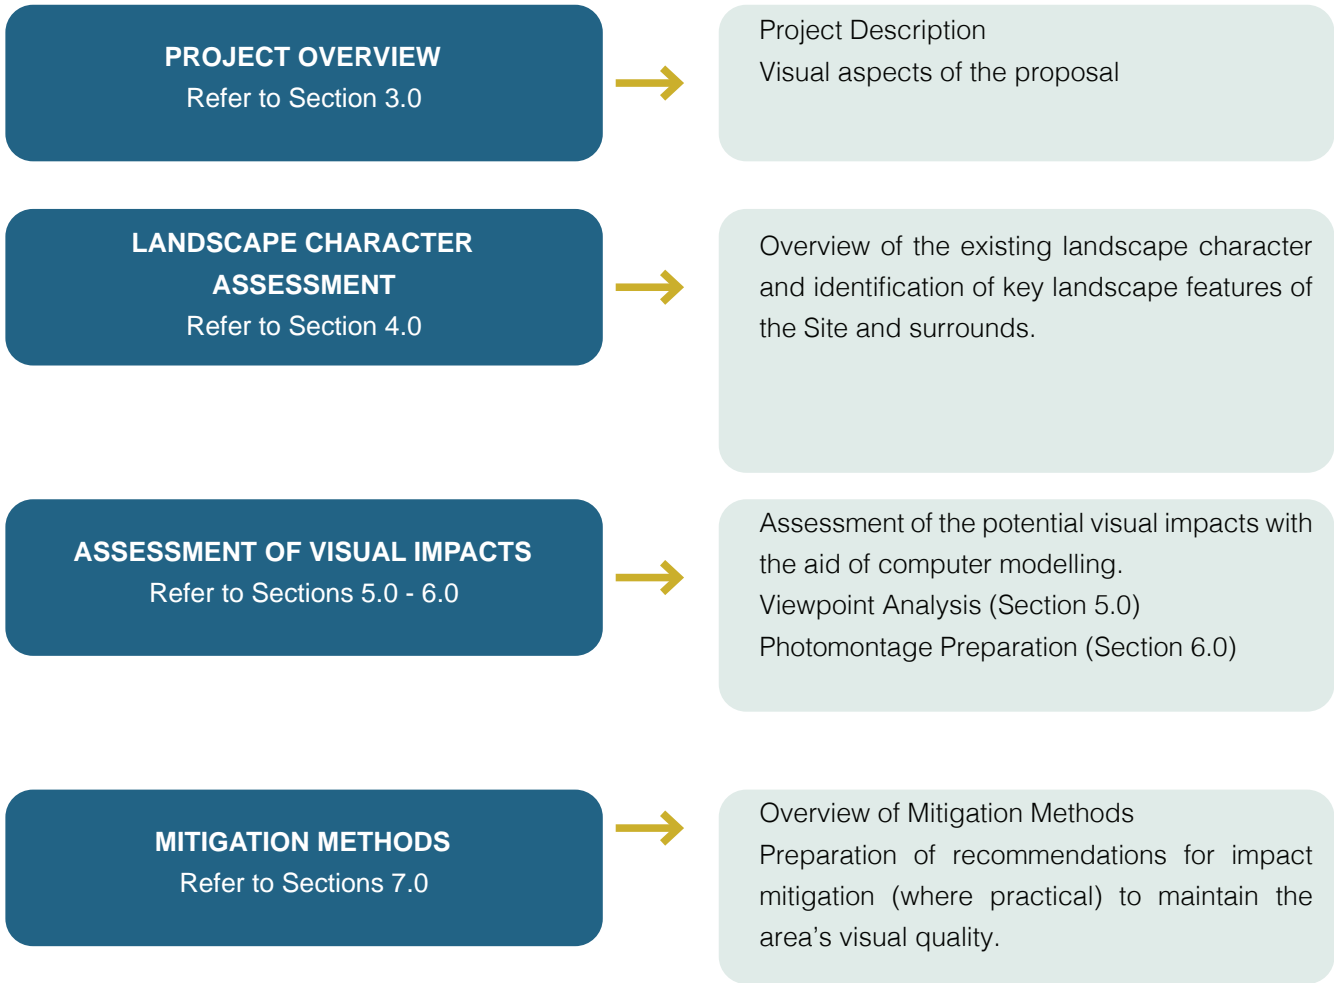 PROJECT OVERVIEW
Refer to Section 3.0
Project Description
Visual aspects of the proposal
LANDSCAPE CHARACTER
ASSESSMENT
Refer to Section 4.0
Overview of the existing landscape character
and identification of key landscape features of
the Site and surrounds.
ASSESSMENT OF VISUAL IMPACTS
Refer to Sections 5.0 - 6.0
Assessment of the potential visual impacts with
the aid of computer modelling.
Viewpoint Analysis (Section 5.0)
Photomontage Preparation (Section 6.0)
MITIGATION METHODS
Refer to Sections 7.0
Overview of Mitigation Methods
Preparation of recommendations for impact
mitigation (where practical) to maintain the
area’s visual quality.